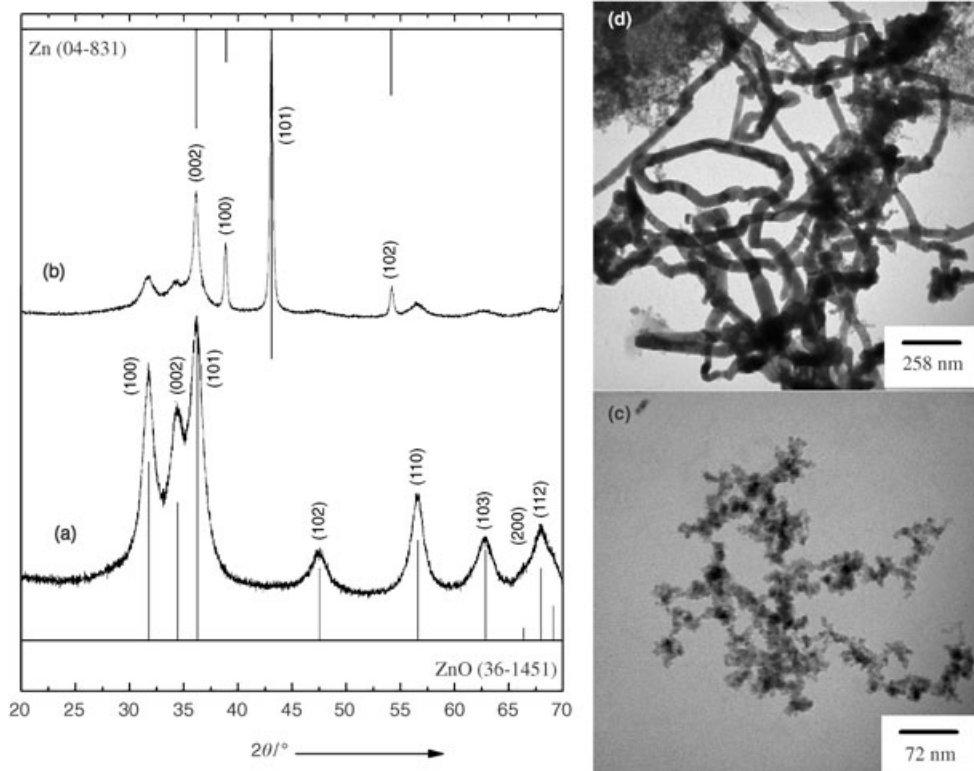 Zn (04-831)
(002)
(100)
(101)
(102)
(b)
(100)
(002)
(101)
(102)
(110)
(103)
(200)
(112)
(a)
ZnO (36-1451)
20 25 30 35 40 45 50 55 60 65 70
2θ/°
(d)
258 nm
(c)
72 nm